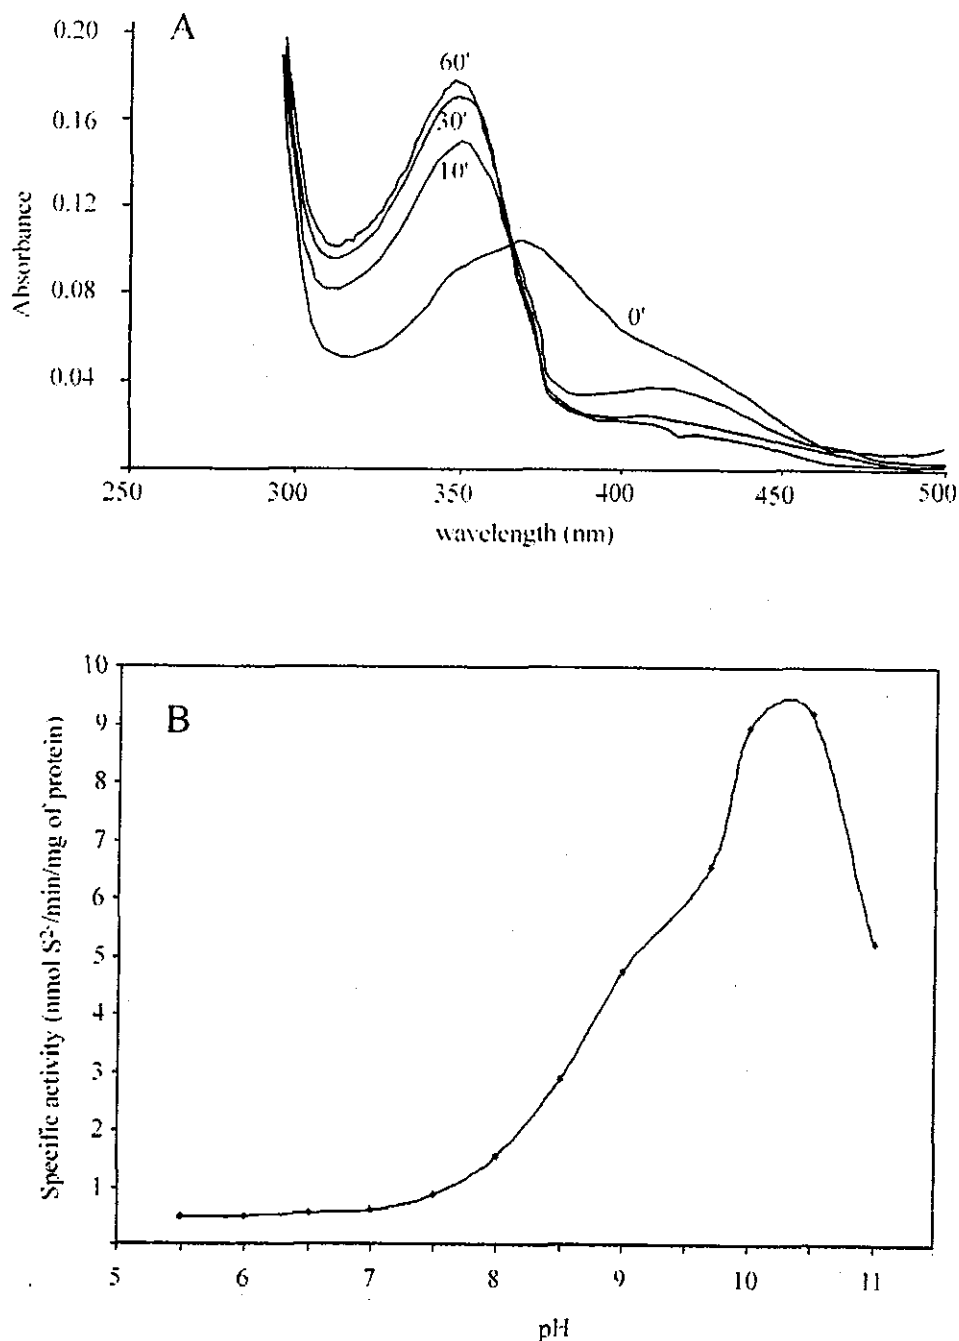 A
0.20
0.16
0.12
0.08
0.04
Absorbance
60'
30'
10'
0'
250 300 350 400 450 500
wavelength (nm)
B
10
9
8
7
6
5
4
3
2
1
Specific activity (nmol S²⁻/min/mg of protein)
5 6 7 8 9 10 11
pH